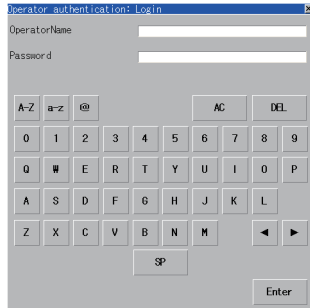 Operator authentication: Login
OperatorName
Password
A-Z a-z @ AC DEL
0 1 2 3 4 5 6 7 8 9
Q W E R T Y U I O P
A S D F G H J K L
Z X C V B N M ◄ ►
SP
Enter